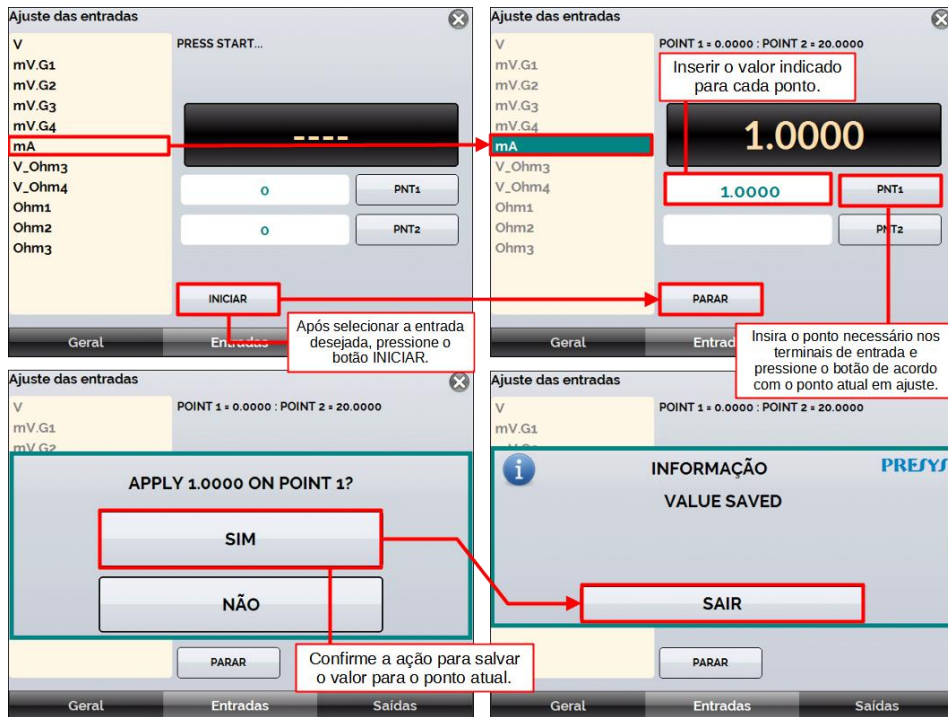 Ajuste das entradas
V
mV.G1
mV.G2
mV.G3
mV.G4
mA
V_Ohm3
V_Ohm4
Ohm1
Ohm2
Ohm3
PRESS START...
----
0
PNT1
0
PNT2
INICIAR
Após selecionar a entrada
desejada, pressione o
botão INICIAR.
Geral
Entradas
Ajuste das entradas
V
mV.G1
mV.G2
mV.G3
mV.G4
mA
V_Ohm3
V_Ohm4
Ohm1
Ohm2
Ohm3
POINT 1 = 0.0000 : POINT 2 = 20.0000
Inserir o valor indicado
para cada ponto.
1.0000
1.0000
PNT1
PNT2
PARAR
Insira o ponto necessário nos
terminais de entrada e
pressione o botão de acordo
com o ponto atual em ajuste.
Geral
Entrad
Ajuste das entradas
V
mV.G1
mV.G2
POINT 1 = 0.0000 : POINT 2 = 20.0000
APPLY 1.0000 ON POINT 1?
SIM
NÃO
PARAR
Confirme a ação para salvar
o valor para o ponto atual.
Geral
Entradas
Saídas
Ajuste das entradas
V
mV.G1
POINT 1 = 0.0000 : POINT 2 = 20.0000
INFORMAÇÃO
PRESYS
VALUE SAVED
SAIR
PARAR
Geral
Entradas
Saídas